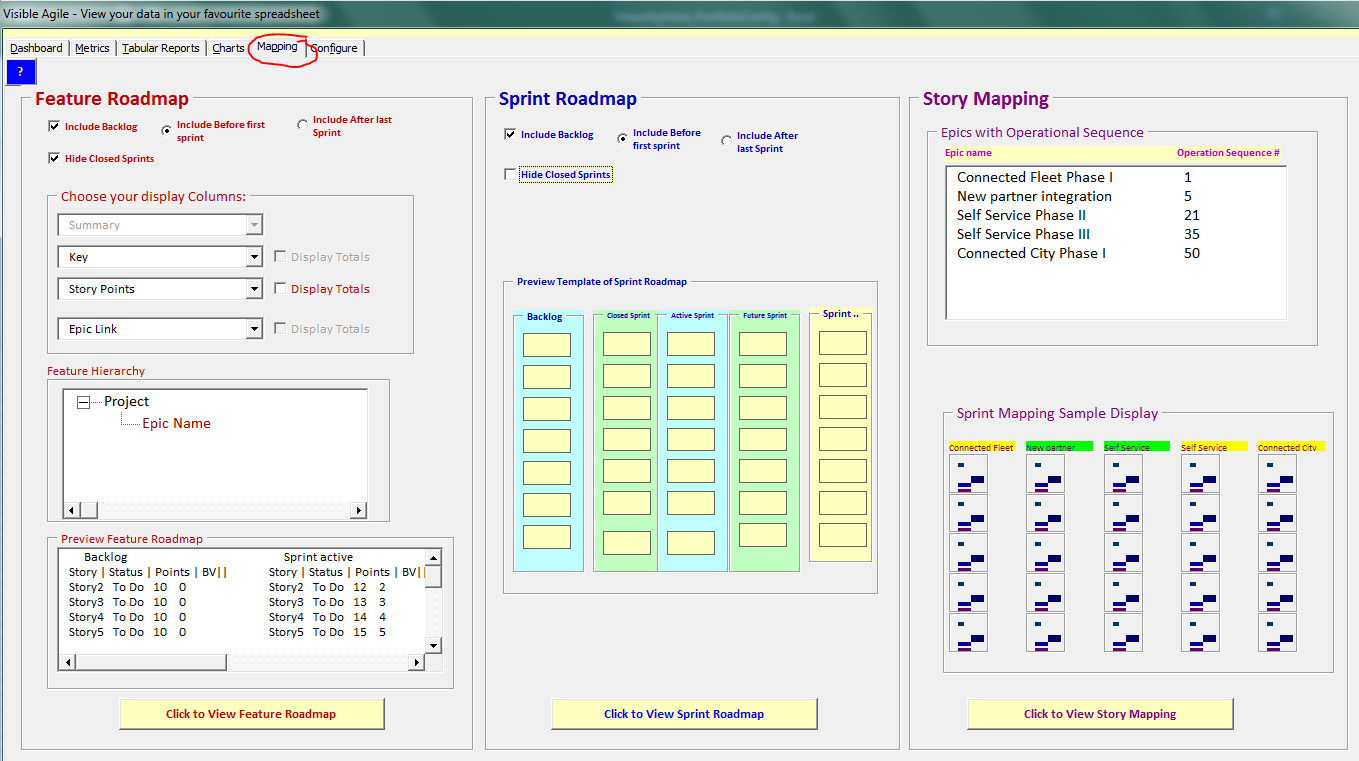 Visible Agile - View your data in your favourite spreadsheet
Dashboard Metrics Tabular Reports Charts Mapping Configure
?
Feature Roadmap
Include Backlog
Include Before first
sprint
Include After last
Sprint
Hide Closed Sprints
Choose your display Columns:
Summary
Key
Display Totals
Story Points
Display Totals
Epic Link
Display Totals
Feature Hierarchy
Project
Epic Name
Preview Feature Roadmap
Backlog Sprint active
Story | Status | Points | BV|| Story | Status | Points | BV|
Story2 To Do 10 0 Story2 To Do 12 2
Story3 To Do 10 0 Story3 To Do 13 3
Story4 To Do 10 0 Story4 To Do 14 4
Story5 To Do 10 0 Story5 To Do 15 5
Click to View Feature Roadmap
Sprint Roadmap
Include Backlog
Include Before
first sprint
Include After
last Sprint
Hide Closed Sprints
Preview Template of Sprint Roadmap
Backlog Closed Sprint Active Sprint Future Sprint Sprint ..
Click to View Sprint Roadmap
Story Mapping
Epics with Operational Sequence
Epic name Operation Sequence #
Connected Fleet Phase I 1
New partner integration 5
Self Service Phase II 21
Self Service Phase III 35
Connected City Phase I 50
Sprint Mapping Sample Display
Connected Fleet New partner Self Service Self Service Connected City
Click to View Story Mapping